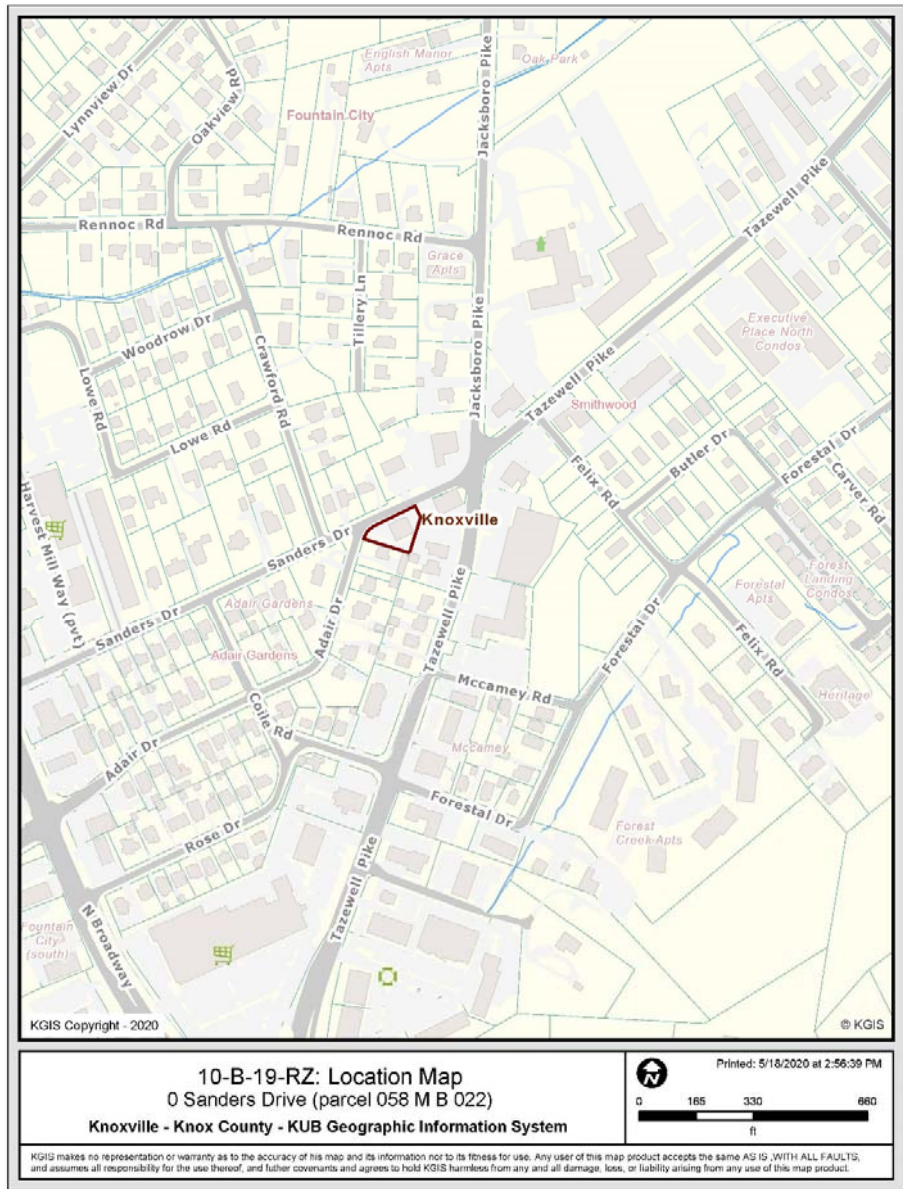 English Manor
Apts
Oak Park
Lynnview Dr
Oakview Rd
Fountain City
Jacksboro Pike
Tazewell Pike
Rennoc Rd
Rennoc Rd
Grace
Apts
Tillery Ln
Woodrow Dr
Crawford Rd
Jacksboro Pike
Executive
Place North
Condos
Lowe Rd
Lowe Rd
Tazewell Pike
Smithwood
Felix Rd
Butler Dr
Forestal Dr
Carver Rd
Harvest Mill Way (pvt)
Sanders Dr
Knoxville
Sanders Dr
Adair Gardens
Adair Gardens
Adair Dr
Tazewell Pike
Forestal Dr
Forestal
Apts
Forest
Landing
Condos
Felix Rd
Mccamey Rd
Heritage
Coile Rd
Mccamey
Adair Dr
Forestal Dr
Rose Dr
Forest
Creek Apts
Tazewell Pike
N Broadway
Fountain
City
(south)
KGIS Copyright - 2020
© KGIS
10-B-19-RZ: Location Map
0 Sanders Drive (parcel 058 M B 022)
Knoxville - Knox County - KUB Geographic Information System
N
Printed: 5/18/2020 at 2:56:39 PM
0 165 330 660
ft
KGIS makes no representation or warranty as to the accuracy of his map and its information nor to its fitness for use. Any user of this map product accepts the same AS IS ,WITH ALL FAULTS,
and assumes all responsibility for the use thereof, and futher covenants and agrees to hold KGIS harmless from any and all damage, loss, or liability arising from any use of this map product.